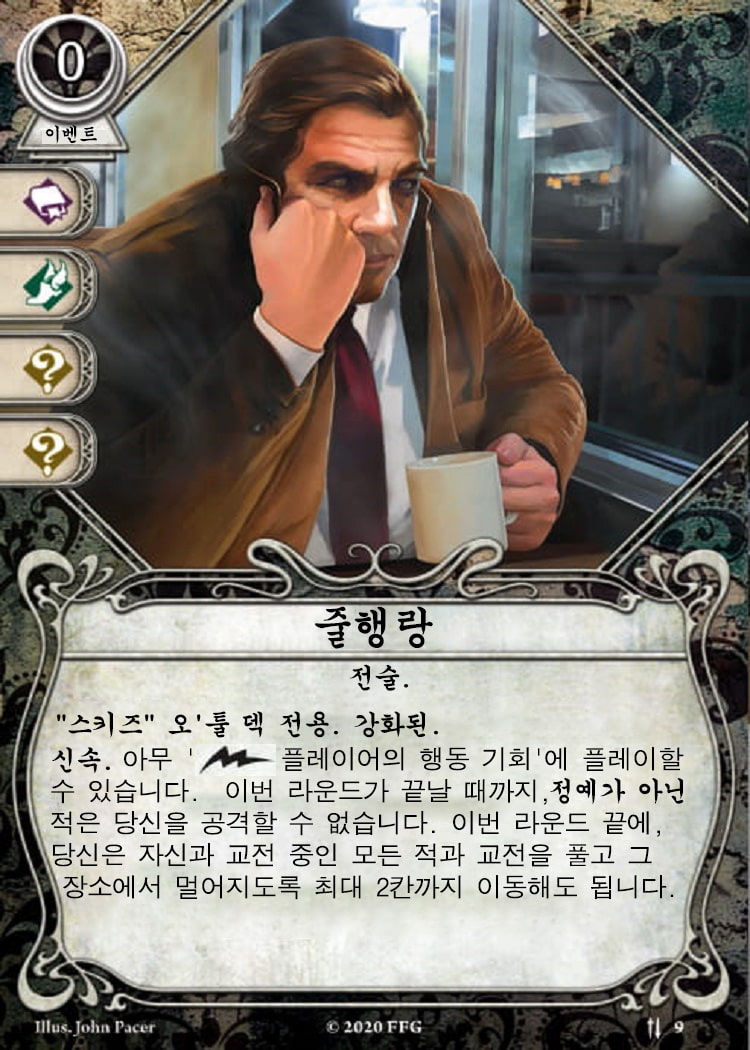 0
이벤트
?
?
줄행랑
전술.
"스키즈" 오'툴 덱 전용. 강화된.
신속. 아무 ' 플레이어의 행동 기회'에 플레이할
수 있습니다. 이번 라운드가 끝날 때까지,정예가 아닌
적은 당신을 공격할 수 없습니다. 이번 라운드 끝에,
당신은 자신과 교전 중인 모든 적과 교전을 풀고 그
장소에서 멀어지도록 최대 2칸까지 이동해도 됩니다.
Illus. John Pacer
© 2020 FFG
9